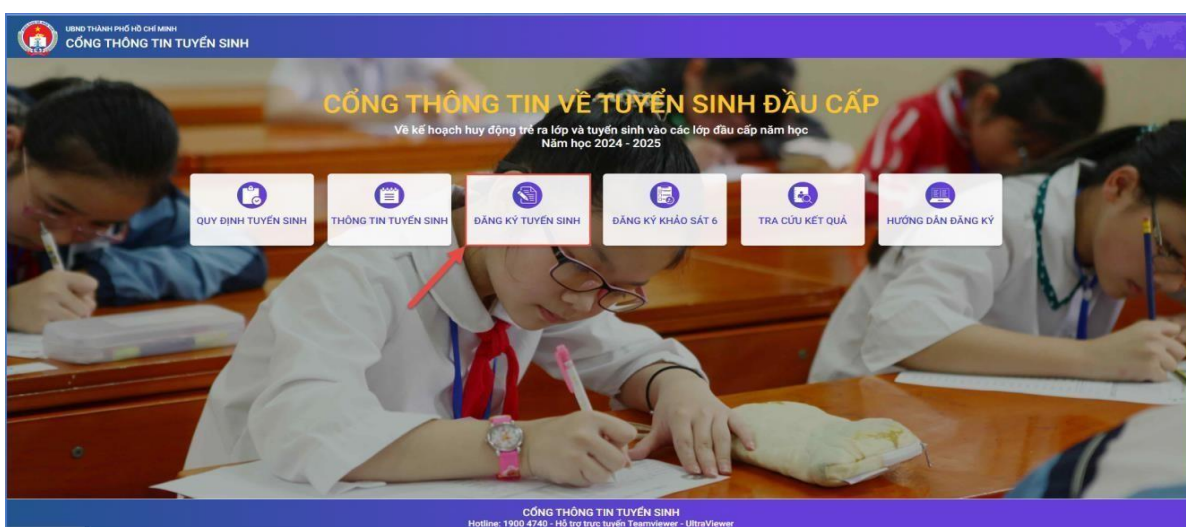 UBND THÀNH PHỐ HỒ CHÍ MINH
CỔNG THÔNG TIN TUYỂN SINH
CỔNG THÔNG TIN VỀ TUYỂN SINH ĐẦU CẤP
Về kế hoạch huy động trẻ ra lớp và tuyển sinh vào các lớp đầu cấp năm học
Năm học 2024 - 2025
QUY ĐỊNH TUYỂN SINH
THÔNG TIN TUYỂN SINH
ĐĂNG KÝ TUYỂN SINH
ĐĂNG KÝ KHẢO SÁT 6
TRA CỨU KẾT QUẢ
HƯỚNG DẪN ĐĂNG KÝ
CỔNG THÔNG TIN TUYỂN SINH
Hotline: 1900 4740 - Hỗ trợ trực tuyến Teamviewer - UltraViewer